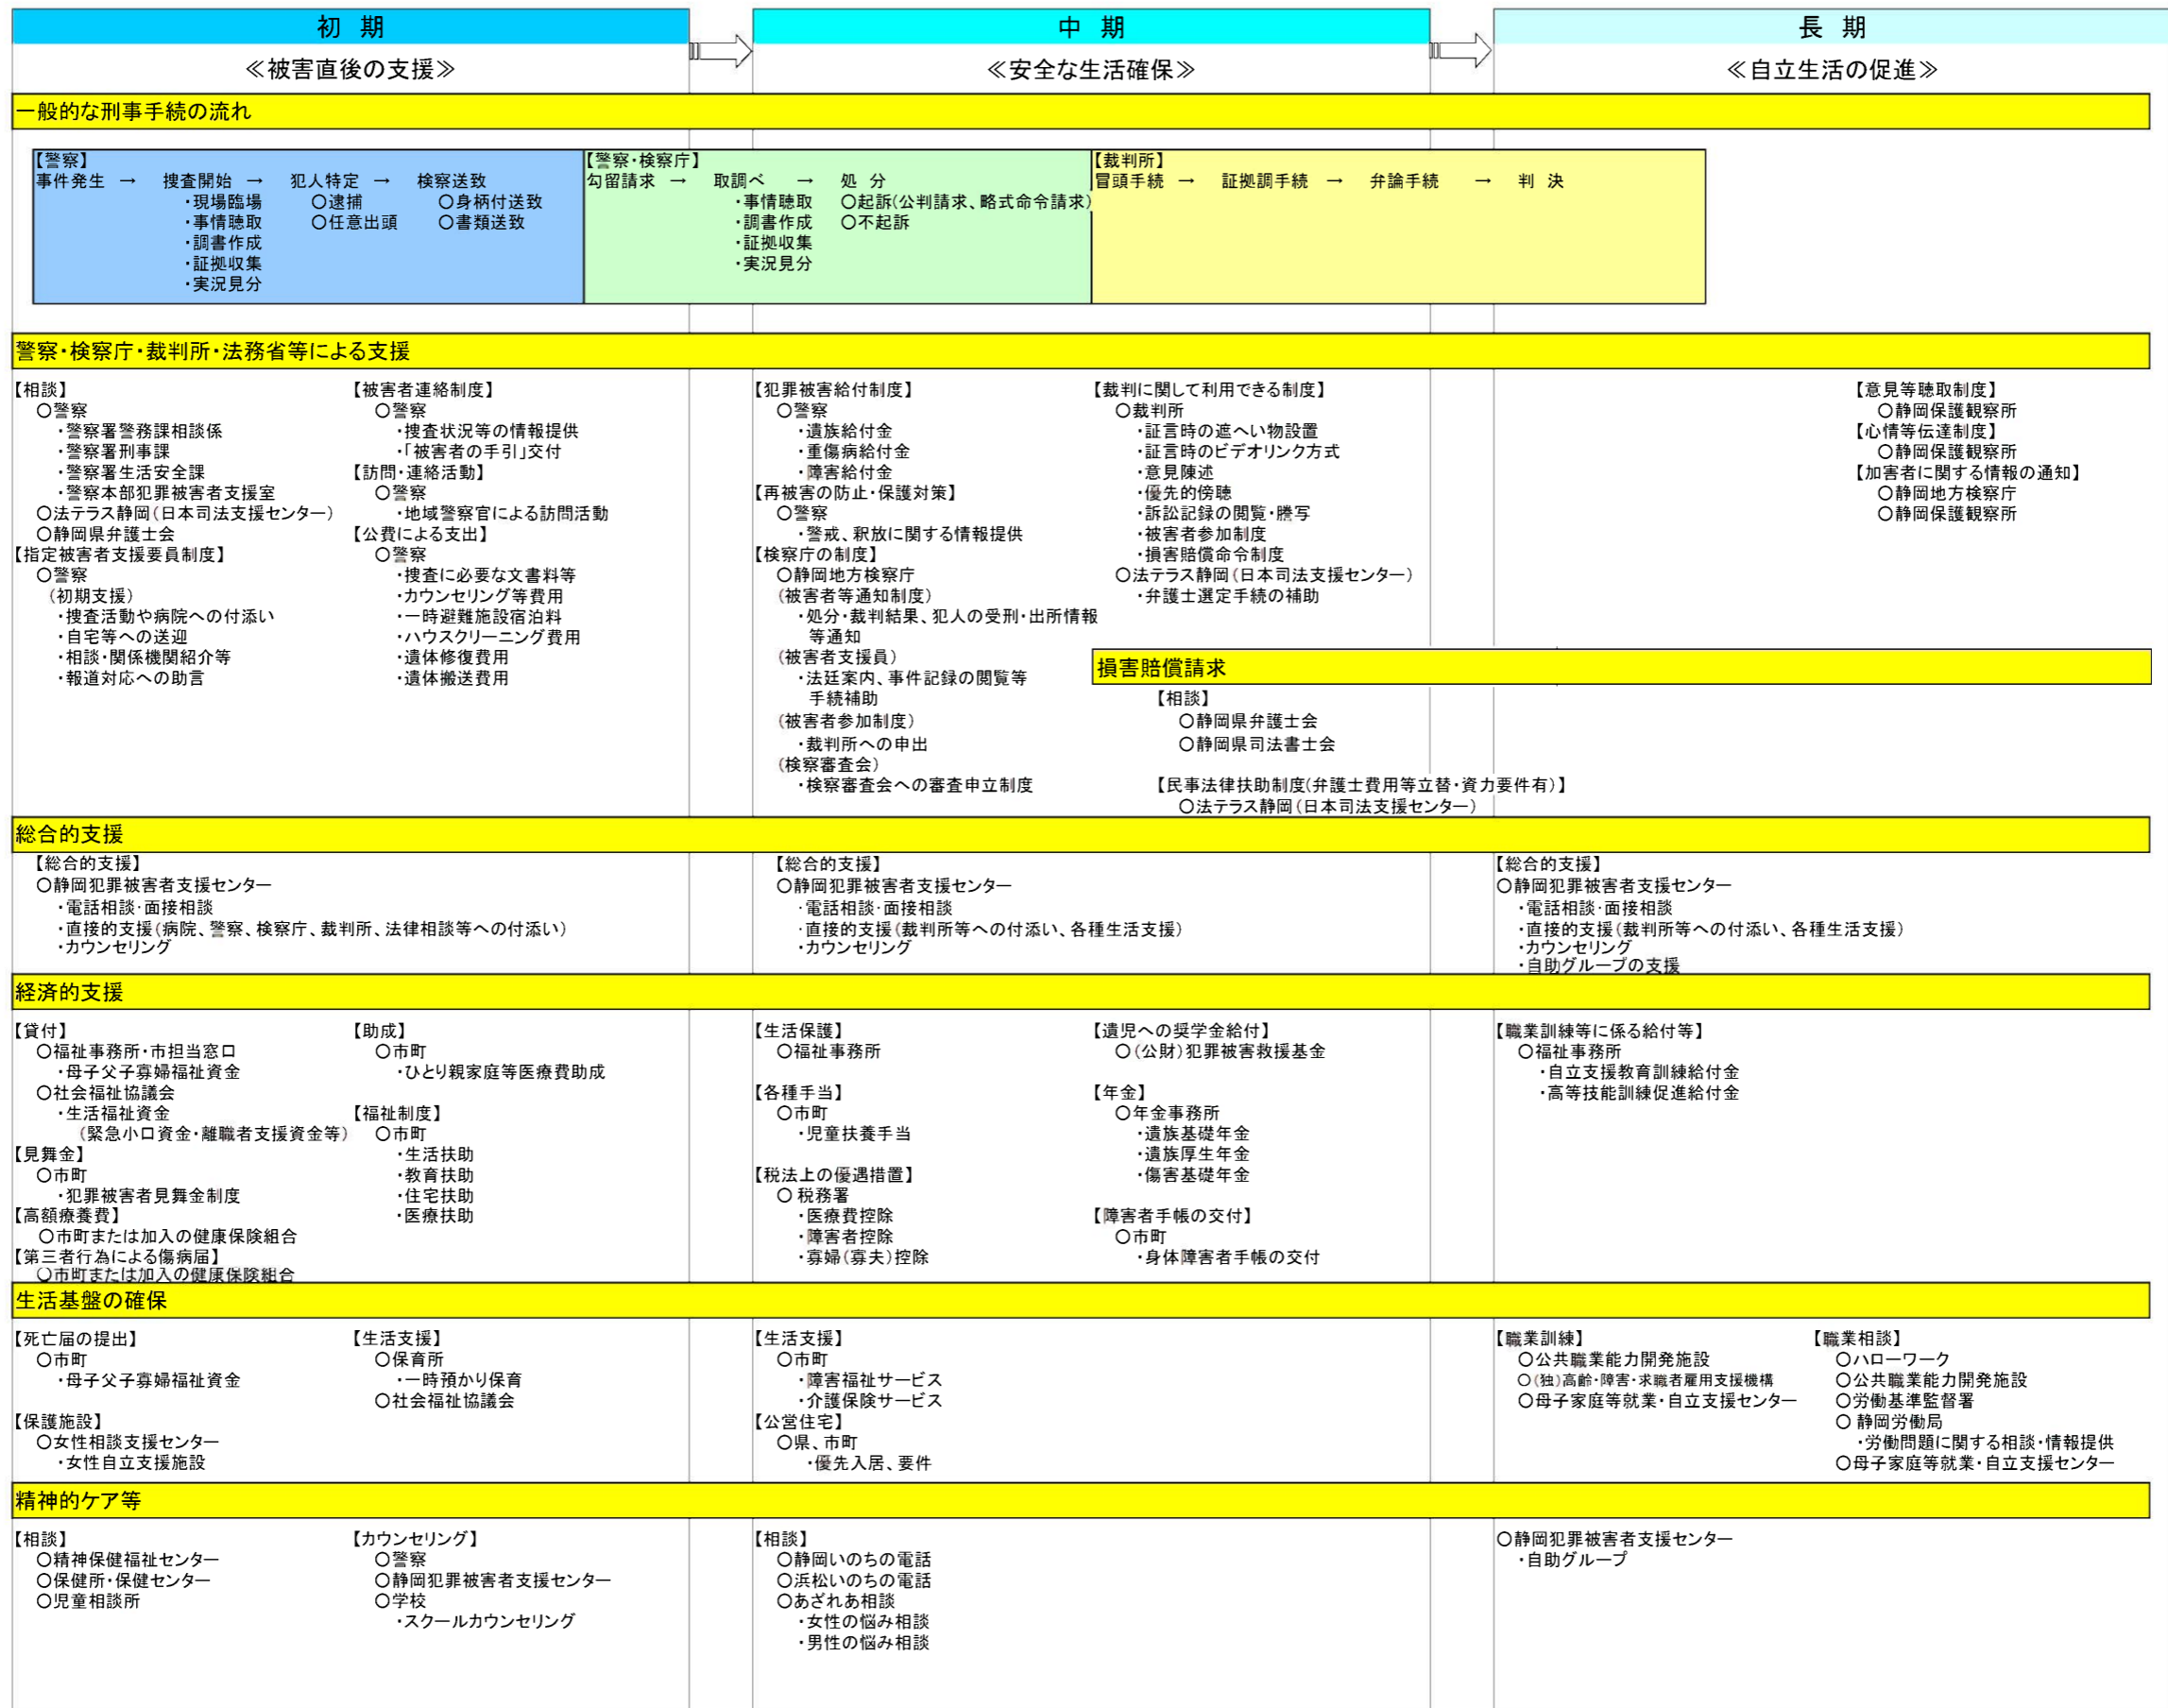 初 期
≪被害直後の支援≫
中 期
≪安全な生活確保≫
長 期
≪自立生活の促進≫
一般的な刑事手続の流れ
【警察】
事件発生 → 捜査開始 → 犯人特定 → 検察送致
・現場臨場 ○逮捕 ○身柄付送致
・事情聴取 ○任意出頭 ○書類送致
・調書作成
・証拠収集
・実況見分
【警察・検察庁】
勾留請求 → 取調べ → 処 分
・事情聴取 ○起訴(公判請求、略式命令請求)
・調書作成 ○不起訴
・証拠収集
・実況見分
【裁判所】
冒頭手続 → 証拠調手続 → 弁論手続 → 判 決
警察・検察庁・裁判所・法務省等による支援
【相談】
○警察
・警察署警務課相談係
・警察署刑事課
・警察署生活安全課
・警察本部犯罪被害者支援室
○法テラス静岡(日本司法支援センター)
○静岡県弁護士会
【指定被害者支援要員制度】
○警察
(初期支援)
・捜査活動や病院への付添い
・自宅等への送迎
・相談・関係機関紹介等
・報道対応への助言
【被害者連絡制度】
○警察
・捜査状況等の情報提供
・「被害者の手引」交付
【訪問・連絡活動】
○警察
・地域警察官による訪問活動
【公費による支出】
○警察
・捜査に必要な文書料等
・カウンセリング等費用
・一時避難施設宿泊料
・ハウスクリーニング費用
・遺体修復費用
・遺体搬送費用
【犯罪被害給付制度】
○警察
・遺族給付金
・重傷病給付金
・障害給付金
【再被害の防止・保護対策】
○警察
・警戒、釈放に関する情報提供
【検察庁の制度】
○静岡地方検察庁
(被害者等通知制度)
・処分・裁判結果、犯人の受刑・出所情報
等通知
(被害者支援員)
・法廷案内、事件記録の閲覧等
手続補助
(被害者参加制度)
・裁判所への申出
(検察審査会)
・検察審査会への審査申立制度
【裁判に関して利用できる制度】
○裁判所
・証言時の遮へい物設置
・証言時のビデオリンク方式
・意見陳述
・優先的傍聴
・訴訟記録の閲覧・謄写
・被害者参加制度
・損害賠償命令制度
○法テラス静岡(日本司法支援センター)
・弁護士選定手続の補助
【意見等聴取制度】
○静岡保護観察所
【心情等伝達制度】
○静岡保護観察所
【加害者に関する情報の通知】
○静岡地方検察庁
○静岡保護観察所
損害賠償請求
【相談】
○静岡県弁護士会
○静岡県司法書士会
【民事法律扶助制度(弁護士費用等立替・資力要件有)】
○法テラス静岡(日本司法支援センター)
総合的支援
【総合的支援】
○静岡犯罪被害者支援センター
・電話相談・面接相談
・直接的支援(病院、警察、検察庁、裁判所、法律相談等への付添い)
・カウンセリング
【総合的支援】
○静岡犯罪被害者支援センター
・電話相談・面接相談
・直接的支援(裁判所等への付添い、各種生活支援)
・カウンセリング
【総合的支援】
○静岡犯罪被害者支援センター
・電話相談・面接相談
・直接的支援(裁判所等への付添い、各種生活支援)
・カウンセリング
・自助グループの支援
経済的支援
【貸付】
○福祉事務所・市担当窓口
・母子父子寡婦福祉資金
○社会福祉協議会
・生活福祉資金
(緊急小口資金・離職者支援資金等)
【見舞金】
○市町
・犯罪被害者見舞金制度
【高額療養費】
○市町または加入の健康保険組合
【第三者行為による傷病届】
○市町または加入の健康保険組合
【助成】
○市町
・ひとり親家庭等医療費助成
【福祉制度】
○市町
・生活扶助
・教育扶助
・住宅扶助
・医療扶助
【生活保護】
○福祉事務所
【各種手当】
○市町
・児童扶養手当
【税法上の優遇措置】
○ 税務署
・医療費控除
・障害者控除
・寡婦(寡夫)控除
【遺児への奨学金給付】
○(公財)犯罪被害救援基金
【年金】
○年金事務所
・遺族基礎年金
・遺族厚生年金
・傷害基礎年金
【障害者手帳の交付】
○市町
・身体障害者手帳の交付
【職業訓練等に係る給付等】
○福祉事務所
・自立支援教育訓練給付金
・高等技能訓練促進給付金
生活基盤の確保
【死亡届の提出】
○市町
・母子父子寡婦福祉資金
【保護施設】
○女性相談支援センター
・女性自立支援施設
【生活支援】
○保育所
・一時預かり保育
○社会福祉協議会
【生活支援】
○市町
・障害福祉サービス
・介護保険サービス
【公営住宅】
○県、市町
・優先入居、要件
【職業訓練】
○公共職業能力開発施設
○(独)高齢・障害・求職者雇用支援機構
○母子家庭等就業・自立支援センター
【職業相談】
○ハローワーク
○公共職業能力開発施設
○労働基準監督署
○ 静岡労働局
・労働問題に関する相談・情報提供
○母子家庭等就業・自立支援センター
精神的ケア等
【相談】
○精神保健福祉センター
○保健所・保健センター
○児童相談所
【カウンセリング】
○警察
○静岡犯罪被害者支援センター
○学校
・スクールカウンセリング
【相談】
○静岡いのちの電話
○浜松いのちの電話
○あざれあ相談
・女性の悩み相談
・男性の悩み相談
○静岡犯罪被害者支援センター
・自助グループ